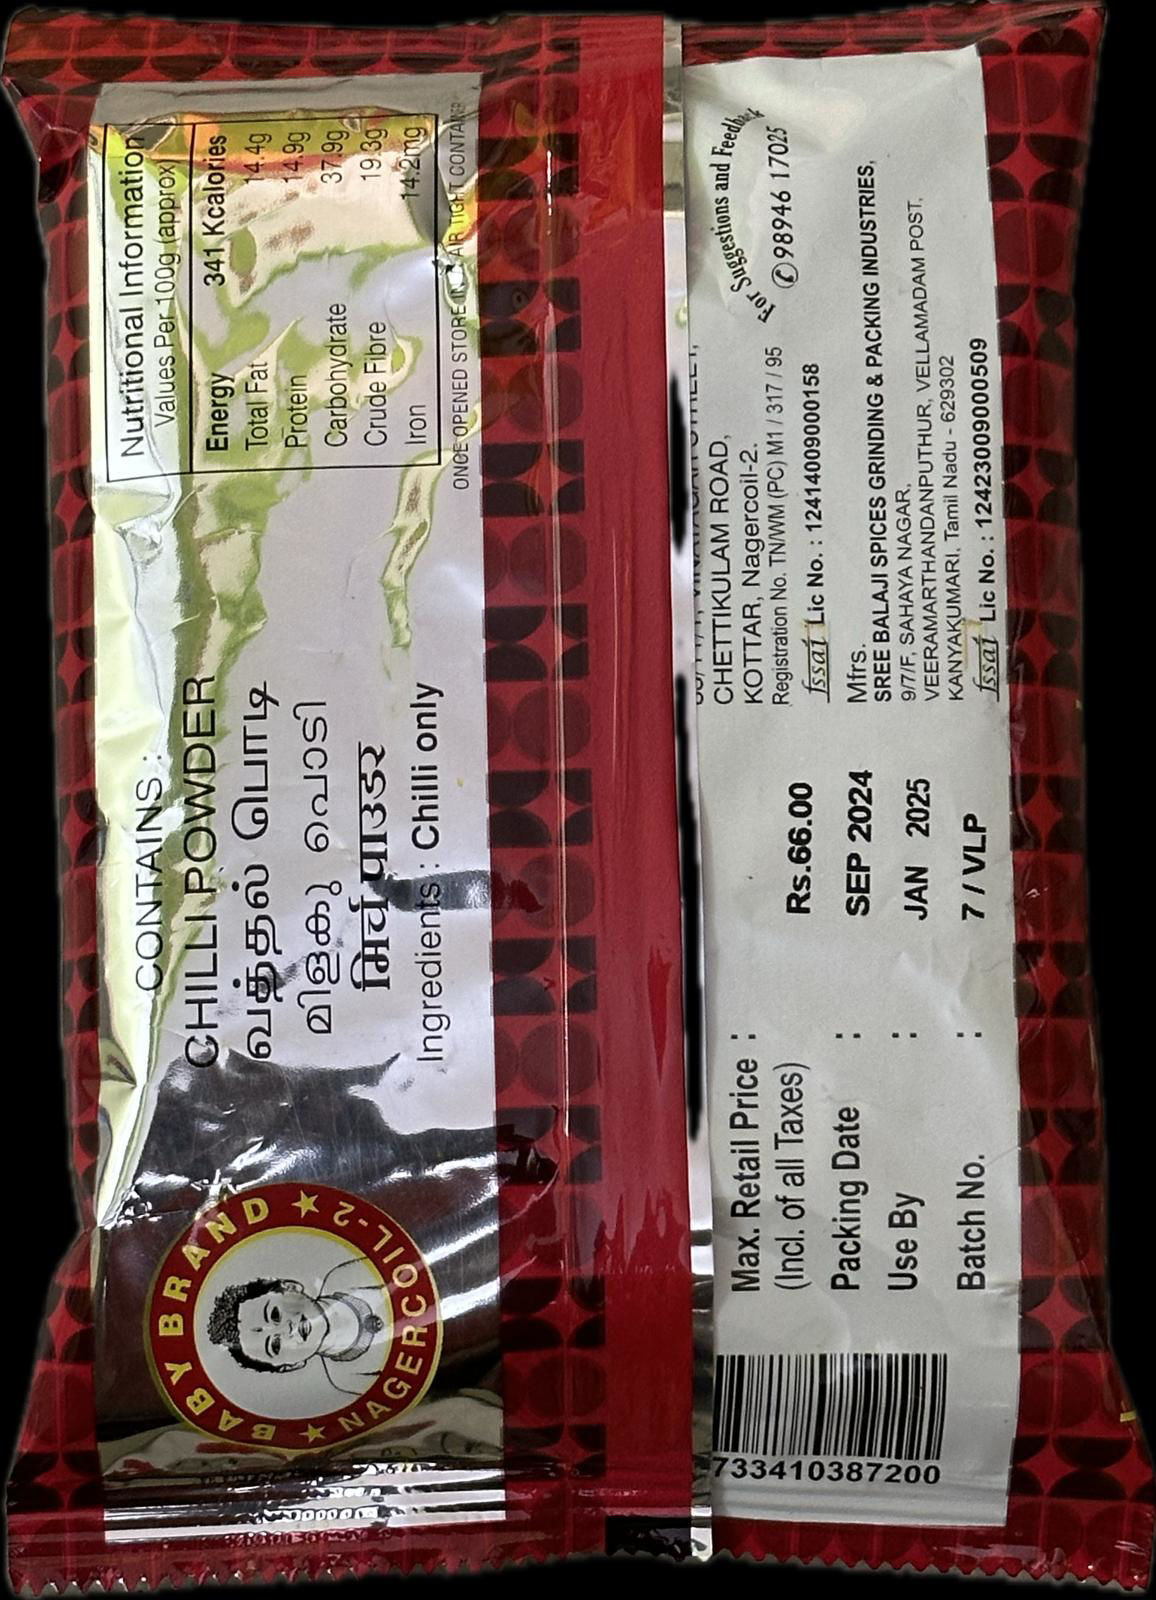 BABY BRAND
NAGERCOIL-2
CONTAINS :
CHILLI POWDER
வத்தல் பொடி
മിളകു പൊടി
मिर्च पाउडर
Ingredients : Chilli only
Nutritional Information
Values Per 100g (approx)
Energy 341 Kcalories
Total Fat 14.4g
Protein 14.9g
Carbohydrate 37.9g
Crude Fibre 19.3g
Iron 14.2mg
ONCE OPENED STORE IN AIR TIGHT CONTAINER
733410387200
Max. Retail Price :
(Incl. of all Taxes) Rs.66.00
Packing Date : SEP 2024
Use By : JAN 2025
Batch No. : 7 / VLP
CHETTIKULAM ROAD,
KOTTAR, Nagercoil-2.
Registration No. TN/WM (PC) M1 / 317 / 95
fssai Lic No. : 12414009000158
For Suggestions and Feedback
✆98946 17025
Mfrs.
SREE BALAJI SPICES GRINDING & PACKING INDUSTRIES,
9/7/F, SAHAYA NAGAR,
VEERAMARTHANDANPUTHUR, VELLAMADAM POST,
KANYAKUMARI, Tamil Nadu - 629302
fssai Lic No. : 12423009000509